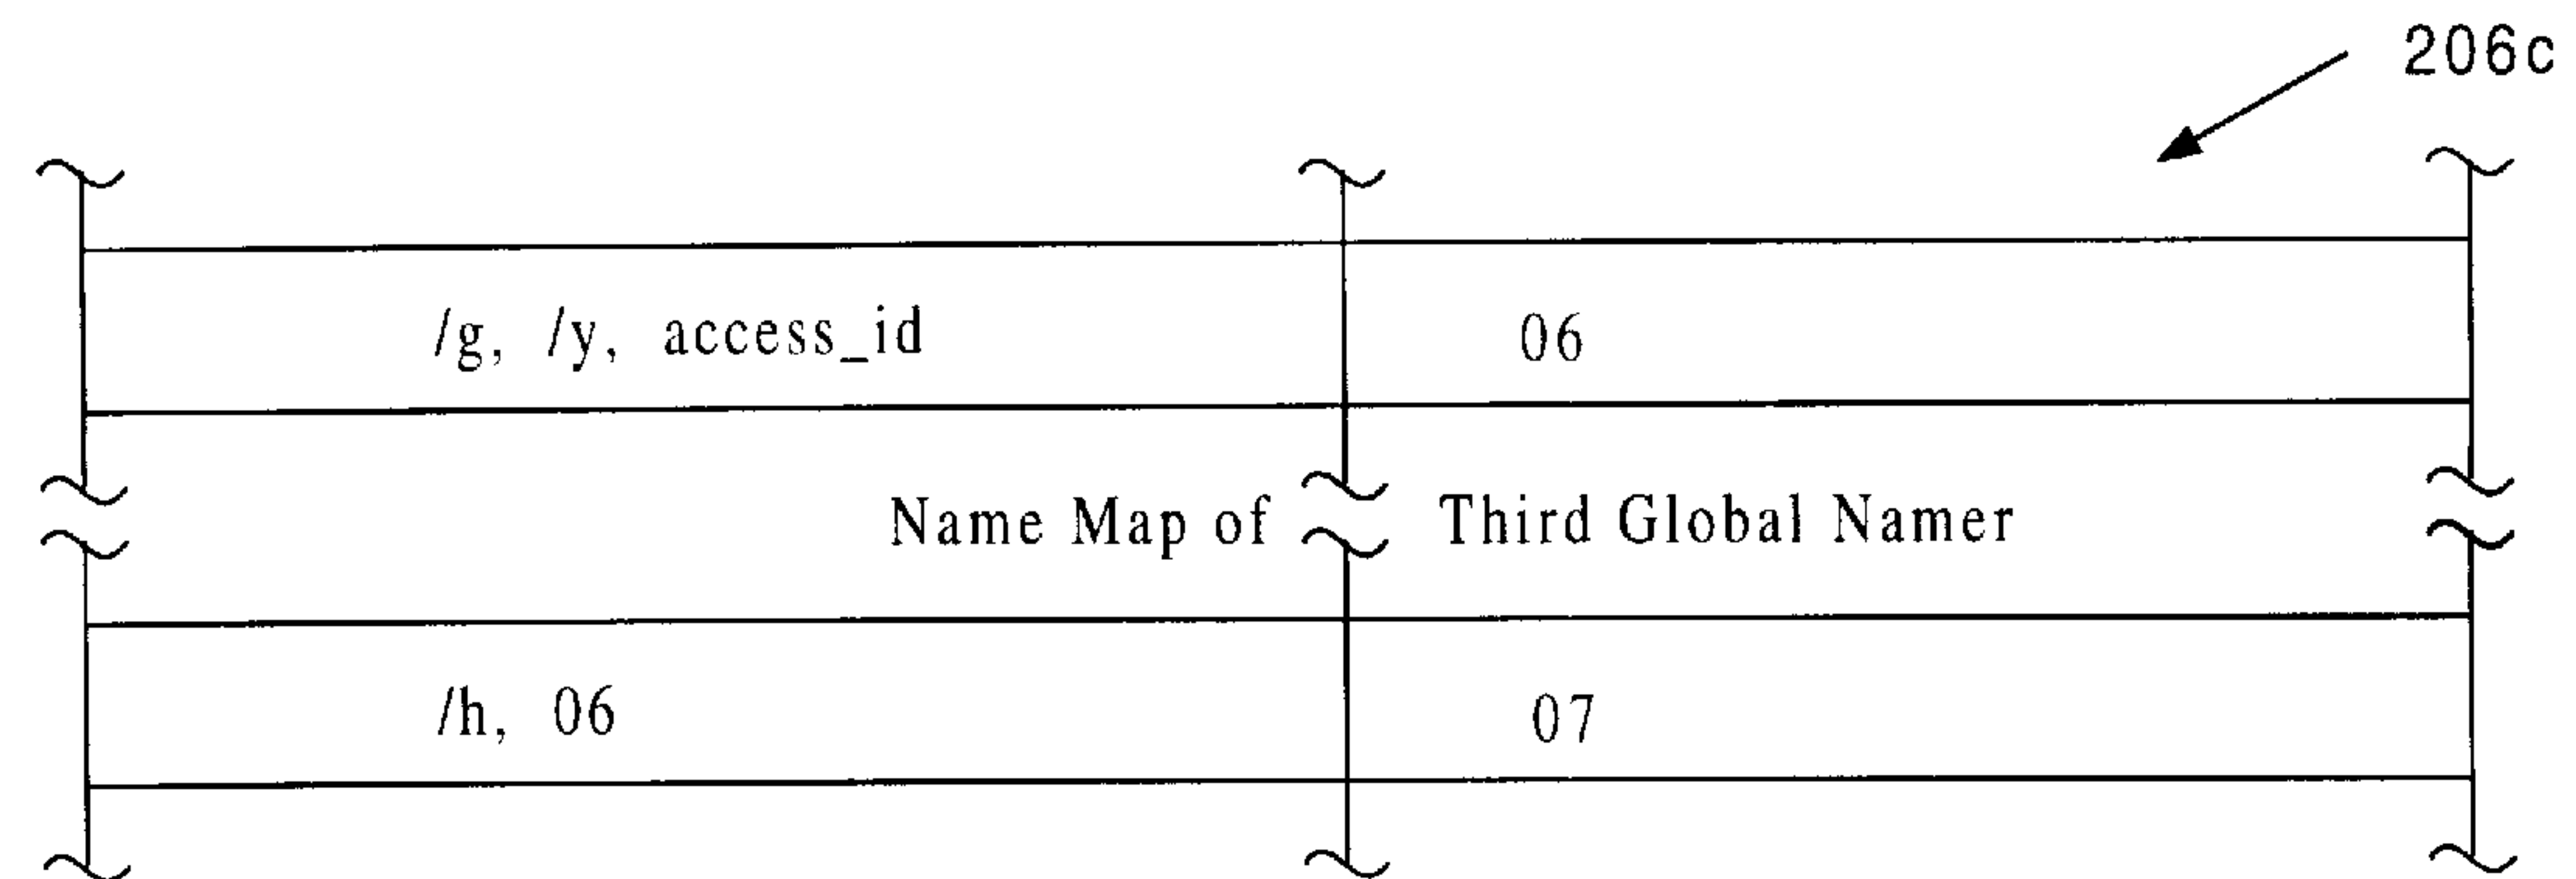 206c
/g, /y, access_id 06
Name Map of Third Global Namer
/h, 06 07